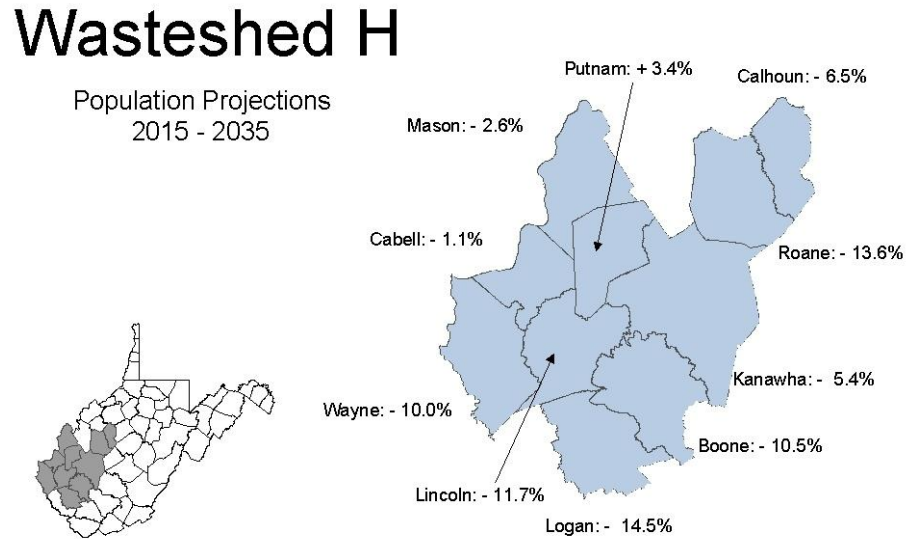 Wasteshed H
Population Projections
2015 - 2035
Putnam: + 3.4%
Calhoun: - 6.5%
Mason: - 2.6%
Cabell: - 1.1%
Roane: - 13.6%
Kanawha: - 5.4%
Wayne: - 10.0%
Boone: - 10.5%
Lincoln: - 11.7%
Logan: - 14.5%